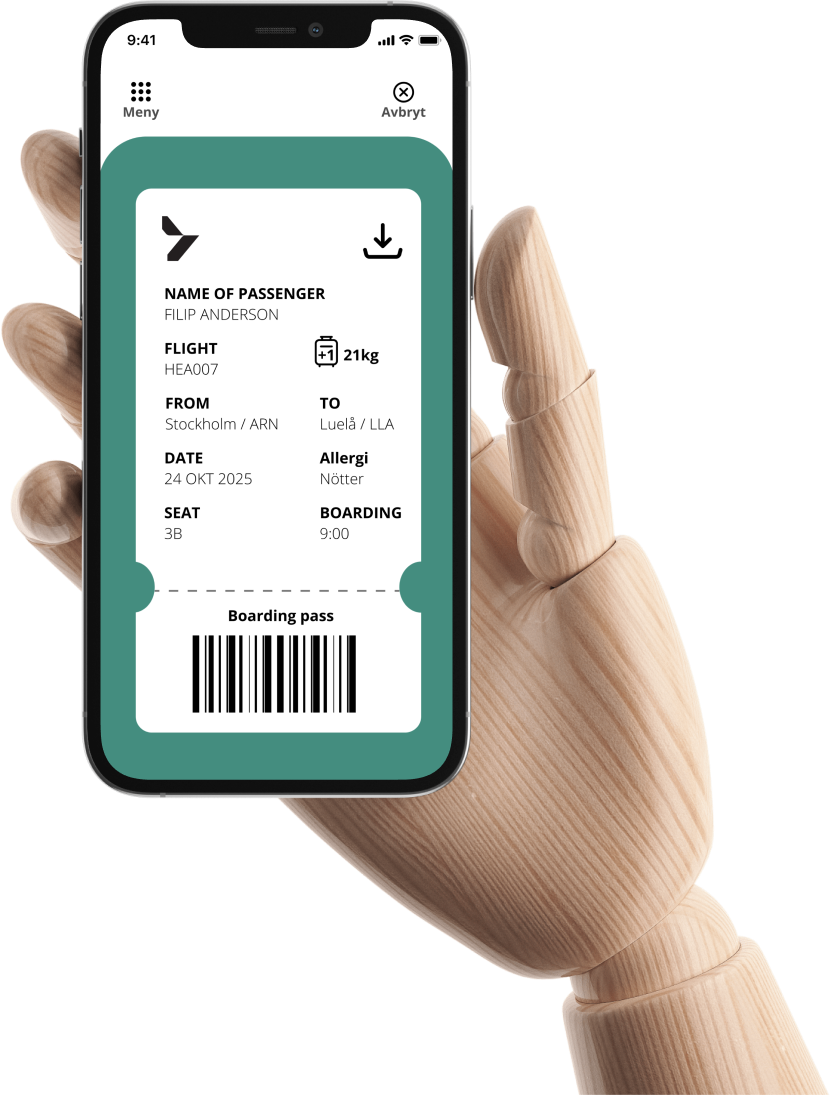 9:41
Meny
Avbryt
NAME OF PASSENGER
FILIP ANDERSON
FLIGHT
HEA007
+1 21kg
FROM
Stockholm / ARN
TO
Luelå / LLA
DATE
24 OKT 2025
Allergi
Nötter
SEAT
3B
BOARDING
9:00
Boarding pass